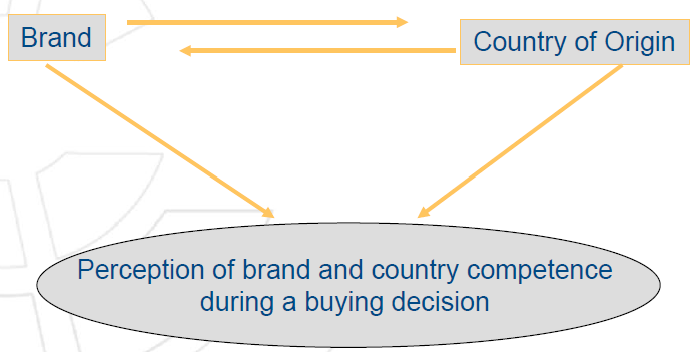 Brand
Country of Origin
Perception of brand and country competence
during a buying decision